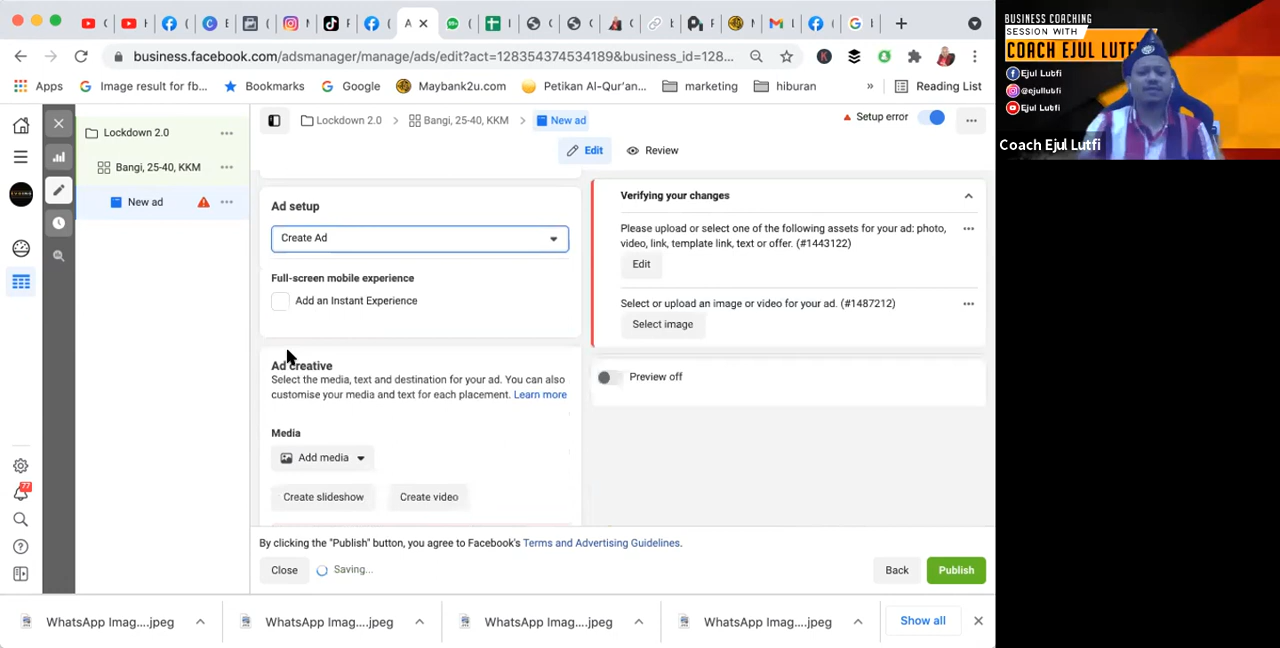 A
99+
business.facebook.com/adsmanager/manage/ads/edit?act=128354374534189&business_id=128...
Apps
Image result for fb...
Bookmarks
Google
Maybank2u.com
Petikan Al-Qur'an...
marketing
hiburan
»
Reading List
Lockdown 2.0
Bangi, 25-40, KKM
New ad
Lockdown 2.0
Bangi, 25-40, KKM
New ad
Setup error
Edit
Review
Ad setup
Create Ad
Full-screen mobile experience
Add an Instant Experience
Ad creative
Select the media, text and destination for your ad. You can also
customise your media and text for each placement. Learn more
Media
Add media
Create slideshow
Create video
Verifying your changes
Please upload or select one of the following assets for your ad: photo,
video, link, template link, text or offer. (#1443122)
Edit
Select or upload an image or video for your ad. (#1487212)
Select image
Preview off
77
By clicking the "Publish" button, you agree to Facebook's Terms and Advertising Guidelines.
Close
Saving...
Back
Publish
WhatsApp Imag....jpeg
WhatsApp Imag....jpeg
WhatsApp Imag....jpeg
WhatsApp Imag....jpeg
Show all
BUSINESS COACHING
SESSION WITH
COACH EJUL LUTFI
Ejul Lutfi
@ejullutfi
Ejul Lutfi
Coach Ejul Lutfi